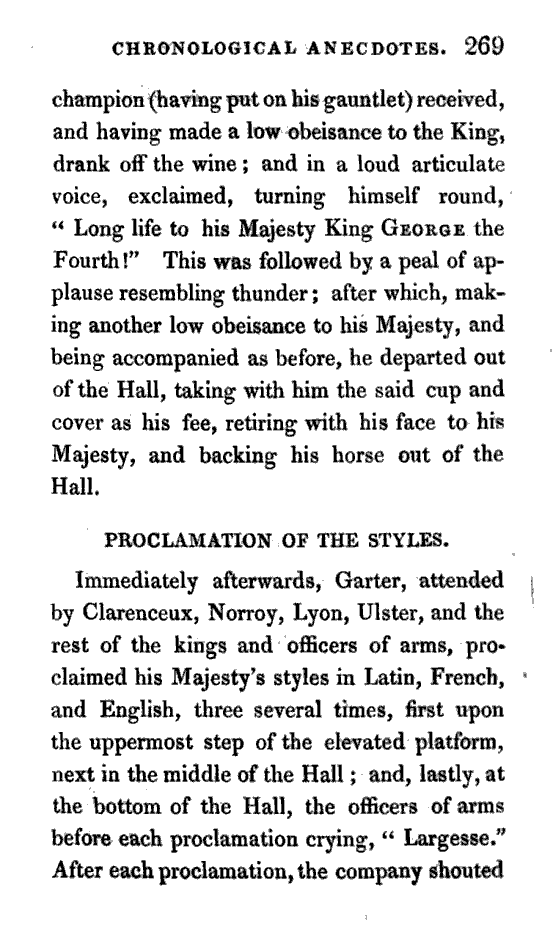 CHRONOLOGICAL ANECDOTES. 269
champion (having put on his gauntlet) received,
and having made a low obeisance to the King,
drank off the wine; and in a loud articulate
voice, exclaimed, turning himself round,
“ Long life to his Majesty King GEORGE the
Fourth!” This was followed by a peal of ap-
plause resembling thunder; after which, mak-
ing another low obeisance to his Majesty, and
being accompanied as before, he departed out
of the Hall, taking with him the said cup and
cover as his fee, retiring with his face to his
Majesty, and backing his horse out of the
Hall.
PROCLAMATION OF THE STYLES.
Immediately afterwards, Garter, attended
by Clarenceux, Norroy, Lyon, Ulster, and the
rest of the kings and officers of arms, pro-
claimed his Majesty's styles in Latin, French,
and English, three several times, first upon
the uppermost step of the elevated platform,
next in the middle of the Hall; and, lastly, at
the bottom of the Hall, the officers of arms
before each proclamation crying, “ Largesse.”
After each proclamation, the company shouted